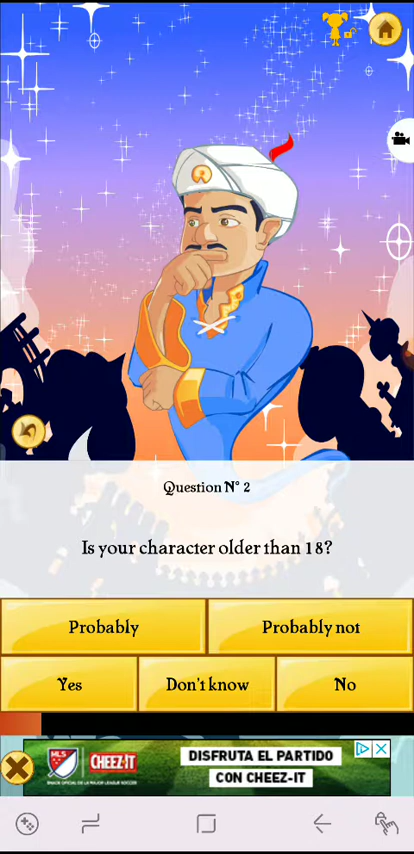 Question N° 2
Is your character older than 18?
Probably
Probably not
Yes
Don't know
No
MLS
CHEEZ-IT
DISFRUTA EL PARTIDO
CON CHEEZ-IT